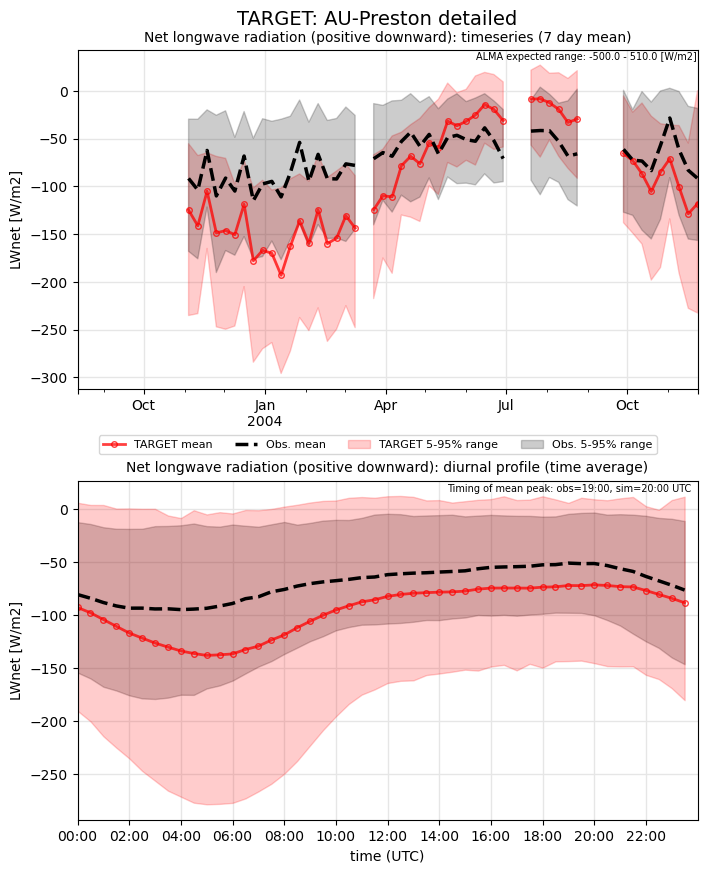 TARGET: AU-Preston detailed
Net longwave radiation (positive downward): timeseries (7 day mean)
ALMA expected range: -500.0 - 510.0 [W/m2]
0
−50
−100
−150
−200
−250
−300
LWnet [W/m2]
Oct
Jan
2004
Apr
Jul
Oct
TARGET mean
Obs. mean
TARGET 5-95% range
Obs. 5-95% range
Net longwave radiation (positive downward): diurnal profile (time average)
Timing of mean peak: obs=19:00, sim=20:00 UTC
0
−50
−100
−150
−200
−250
LWnet [W/m2]
00:00
02:00
04:00
06:00
08:00
10:00
12:00
14:00
16:00
18:00
20:00
22:00
time (UTC)